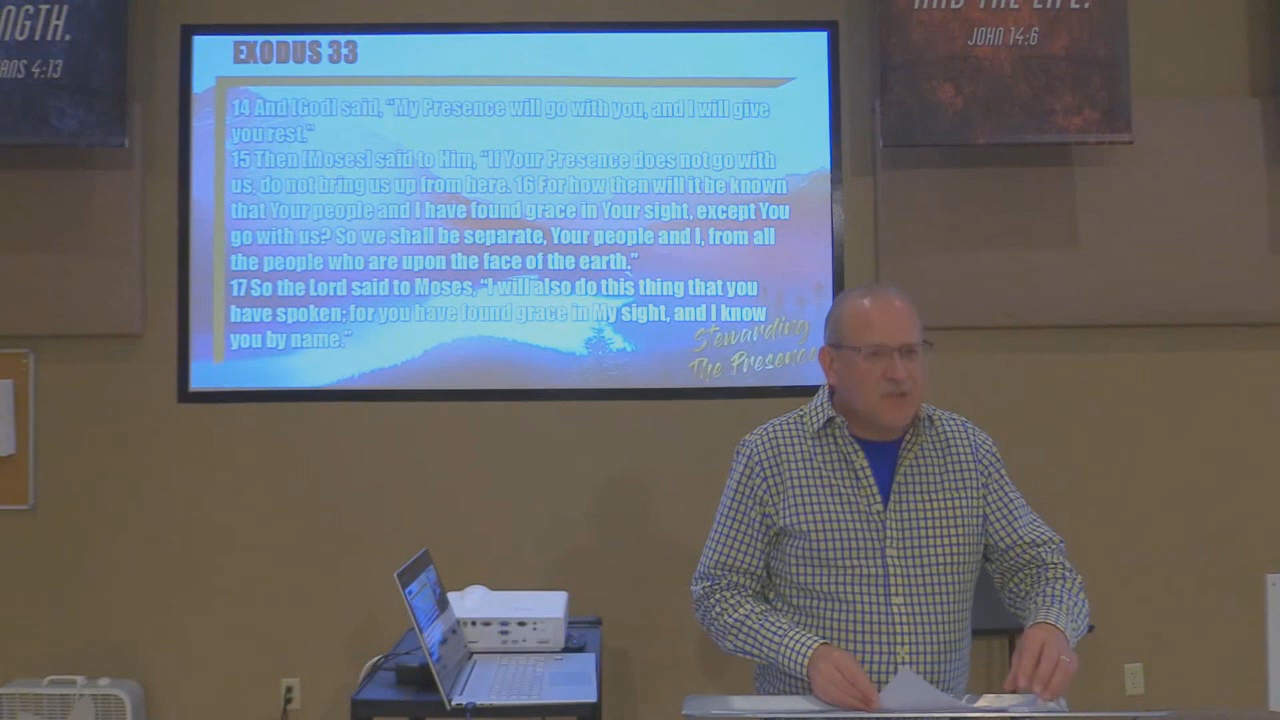 NGTH.
ANS 4:13
AND THE LIFE.
JOHN 14:6
EXODUS 33
14 And [God] said, “My Presence will go with you, and I will give
you rest.”
15 Then [Moses] said to Him, “If Your Presence does not go with
us, do not bring us up from here. 16 For how then will it be known
that Your people and I have found grace in Your sight, except You
go with us? So we shall be separate, Your people and I, from all
the people who are upon the face of the earth.”
17 So the Lord said to Moses, “I will also do this thing that you
have spoken; for you have found grace in My sight, and I know
you by name.”
Stewarding
The Presence